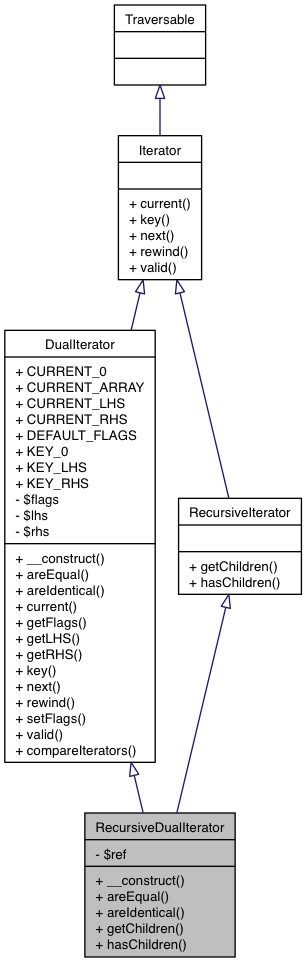 Traversable
Iterator
+ current()
+ key()
+ next()
+ rewind()
+ valid()
DualIterator
+ CURRENT_0
+ CURRENT_ARRAY
+ CURRENT_LHS
+ CURRENT_RHS
+ DEFAULT_FLAGS
+ KEY_0
+ KEY_LHS
+ KEY_RHS
- $flags
- $lhs
- $rhs
+ __construct()
+ areEqual()
+ areIdentical()
+ current()
+ getFlags()
+ getLHS()
+ getRHS()
+ key()
+ next()
+ rewind()
+ setFlags()
+ valid()
+ compareIterators()
RecursiveIterator
+ getChildren()
+ hasChildren()
RecursiveDualIterator
- $ref
+ __construct()
+ areEqual()
+ areIdentical()
+ getChildren()
+ hasChildren()